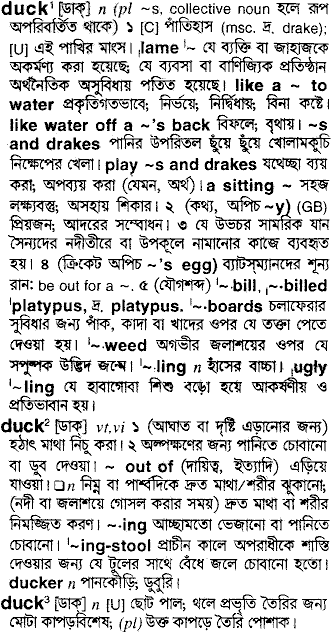 duck¹ [ডাক্] n (pl ~s, collective noun হলে রূপ
অপরিবর্তিত থাকে) ১ [C] পাতিহাঁস (msc. দ্র. drake);
[U] এই পাখির মাংস। ˌlame ˈ~ যে ব্যক্তি বা জাহাজকে
অকর্মণ্য করা হয়েছে; যে ব্যবসা বা বাণিজ্যিক প্রতিষ্ঠান
অর্থনৈতিক অসুবিধায় পতিত হয়েছে। like a ~ to
water প্রকৃতিগতভাবে; নির্ভয়ে; নির্দ্বিধায়; বিনা কষ্টে।
like water off a ~'s back বিফলে; বৃথায়। ~s
and drakes পানির উপরিতল ছুঁয়ে ছুঁয়ে খোলামকুচি
নিক্ষেপের খেলা। play ~s and drakes যথেচ্ছা ব্যয়
করা; অপব্যয় করা (যেমন, অর্থ)। a sitting ~ সহজ
লক্ষ্যবস্তু; অসহায় শিকার। ২ (কথ্য, অপিচ ~y) (GB)
প্রিয়জন; আদরের সম্বোধন। ৩ যে উভচর সামরিক যান
সৈন্যদের নদীতীরে বা উপকূলে নামানোর কাজে ব্যবহৃত
হয়। ৪ (ক্রিকেট অপিচ ~'s egg) ব্যাটস্‌ম্যানদের শূন্য
রান: be out for a ~. ৫ (যৌগশব্দ) ˈ~·bill, ˌ~·billed
ˈplatypus, দ্র. platypus. ˈ~·boards চলাফেরার
সুবিধার জন্য পাঁক, কাদা বা খাদের ওপর যে তক্তা পেতে
দেওয়া হয়। ˈ~·weed অগভীর জলাশয়ের ওপর যে
সপুষ্পক উদ্ভিদ জন্মে। ˈ~·ling n হাঁসের বাচ্চা। ˌugly
ˈ~ling যে হাবাগোবা শিশু বড়ো হয়ে আকর্ষণীয় ও
প্রতিভাবান হয়।
duck² [ডাক্] vt,vi ১ (আঘাত বা দৃষ্টি এড়ানোর জন্য)
হঠাৎ মাথা নিচু করা। ২ অল্পক্ষণের জন্য পানিতে চোবানো
বা ডুব দেওয়া। ~ out of (দায়িত্ব, ইত্যাদি) এড়িয়ে
যাওয়া। □n নিম্ন বা পার্শ্বদিকে দ্রুত মাথা/শরীর ঝুকানো;
(নদী বা জলাশয়ে গোসল করার সময়) দ্রুত মাথা বা শরীর
নিমজ্জিত করণ। ~·ing আচ্ছামতো ভেজানো বা পানিতে
চোবানো। ˈ~ing-stool প্রাচীন কালে অপরাধীকে শাস্তি
দেওয়ার জন্য যে টুলের সাথে বেঁধে জলে চোবানো হতো।
ducker n পানকৌড়ি; ডুবুরি।
duck³ [ডাক্] n [U] ছোট পাল; থলে প্রভৃতি তৈরির জন্য
মোটা কাপড়বিশেষ; (pl) উক্ত কাপড়ে তৈরি পোশাক।